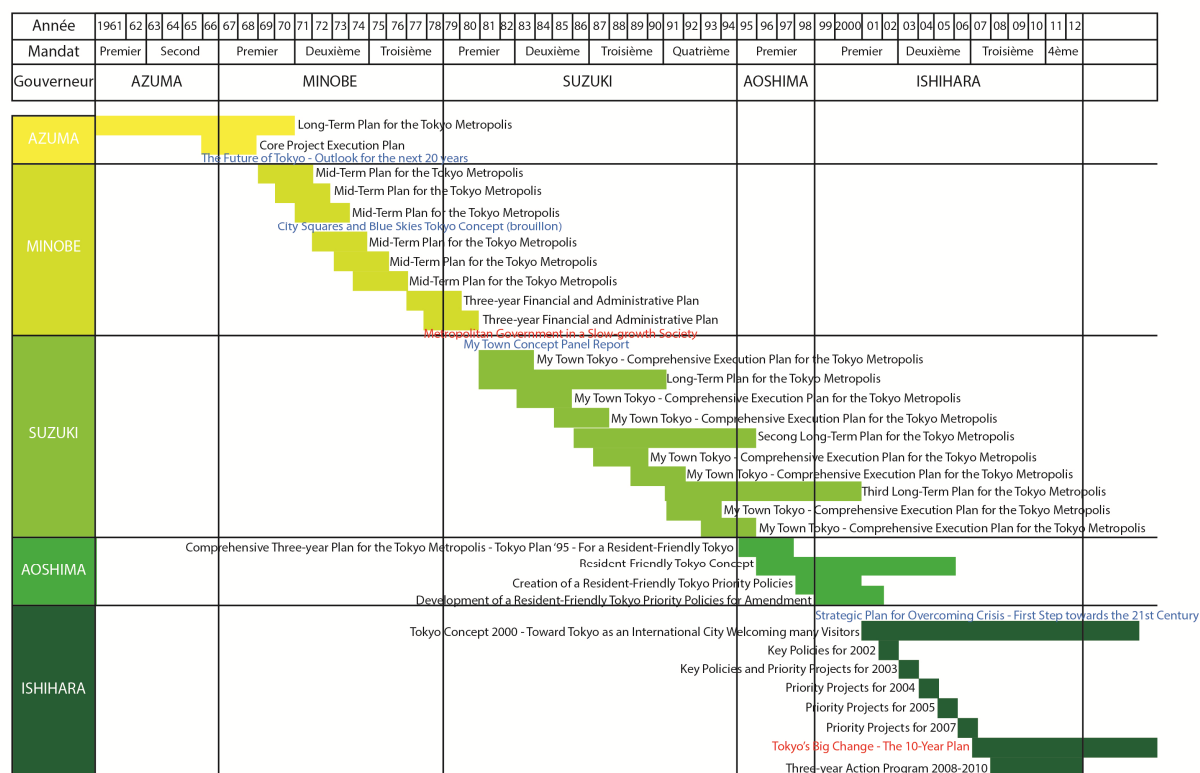 Année 1961 62 63 64 65 66 67 68 69 70 71 72 73 74 75 76 77 78 79 80 81 82 83 84 85 86 87 88 89 90 91 92 93 94 95 96 97 98 99 2000 01 02 03 04 05 06 07 08 09 10 11 12
Mandat Premier Second Premier Deuxième Troisième Premier Deuxième Troisième Quatrième Premier Premier Deuxième Troisième 4ème
Gouverneur AZUMA MINOBE SUZUKI AOSHIMA ISHIHARA
AZUMA
Long-Term Plan for the Tokyo Metropolis
Core Project Execution Plan
The Future of Tokyo - Outlook for the next 20 years
MINOBE
Mid-Term Plan for the Tokyo Metropolis
Mid-Term Plan for the Tokyo Metropolis
Mid-Term Plan for the Tokyo Metropolis
City Squares and Blue Skies Tokyo Concept (brouillon)
Mid-Term Plan for the Tokyo Metropolis
Mid-Term Plan for the Tokyo Metropolis
Mid-Term Plan for the Tokyo Metropolis
Three-year Financial and Administrative Plan
Three-year Financial and Administrative Plan
Metropolitan Government in a Slow-growth Society
SUZUKI
My Town Concept Panel Report
My Town Tokyo - Comprehensive Execution Plan for the Tokyo Metropolis
Long-Term Plan for the Tokyo Metropolis
My Town Tokyo - Comprehensive Execution Plan for the Tokyo Metropolis
My Town Tokyo - Comprehensive Execution Plan for the Tokyo Metropolis
Secong Long-Term Plan for the Tokyo Metropolis
My Town Tokyo - Comprehensive Execution Plan for the Tokyo Metropolis
My Town Tokyo - Comprehensive Execution Plan for the Tokyo Metropolis
Third Long-Term Plan for the Tokyo Metropolis
My Town Tokyo - Comprehensive Execution Plan for the Tokyo Metropolis
My Town Tokyo - Comprehensive Execution Plan for the Tokyo Metropolis
AOSHIMA
Comprehensive Three-year Plan for the Tokyo Metropolis - Tokyo Plan '95 - For a Resident-Friendly Tokyo
Resident Friendly Tokyo Concept
Creation of a Resident-Friendly Tokyo Priority Policies
Development of a Resident-Friendly Tokyo Priority Policies for Amendment
ISHIHARA
Strategic Plan for Overcoming Crisis - First Step towards the 21st Century
Tokyo Concept 2000 - Toward Tokyo as an International City Welcoming many Visitors
Key Policies for 2002
Key Policies and Priority Projects for 2003
Priority Projects for 2004
Priority Projects for 2005
Priority Projects for 2007
Tokyo's Big Change - The 10-Year Plan
Three-year Action Program 2008-2010